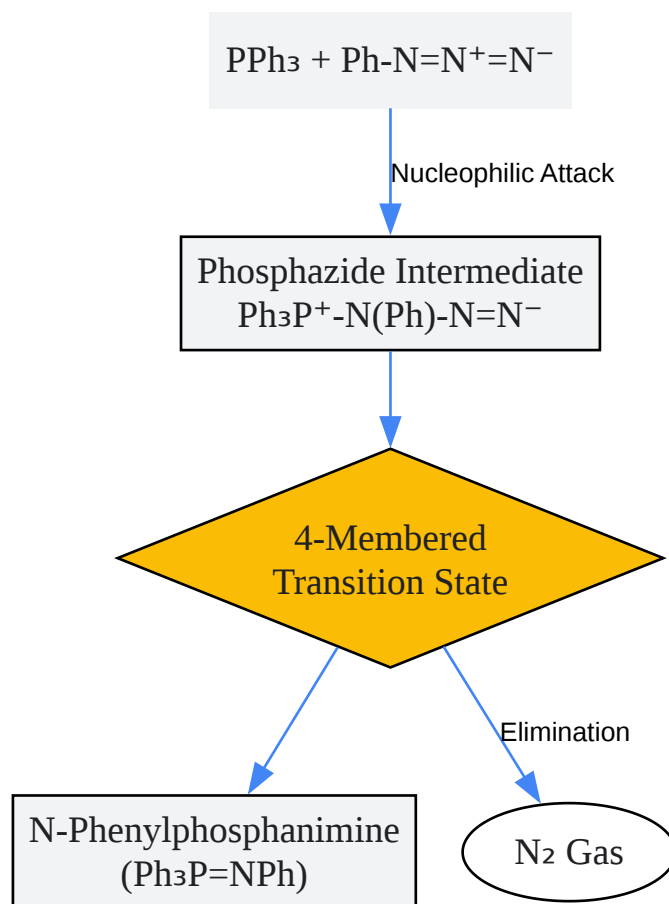 PPh₃ + Ph-N=N⁺=N⁻
Nucleophilic Attack
Phosphazide Intermediate
Ph₃P⁺-N(Ph)-N=N⁻
4-Membered
Transition State
Elimination
N-Phenylphosphanimine
(Ph₃P=NPh)
N₂ Gas